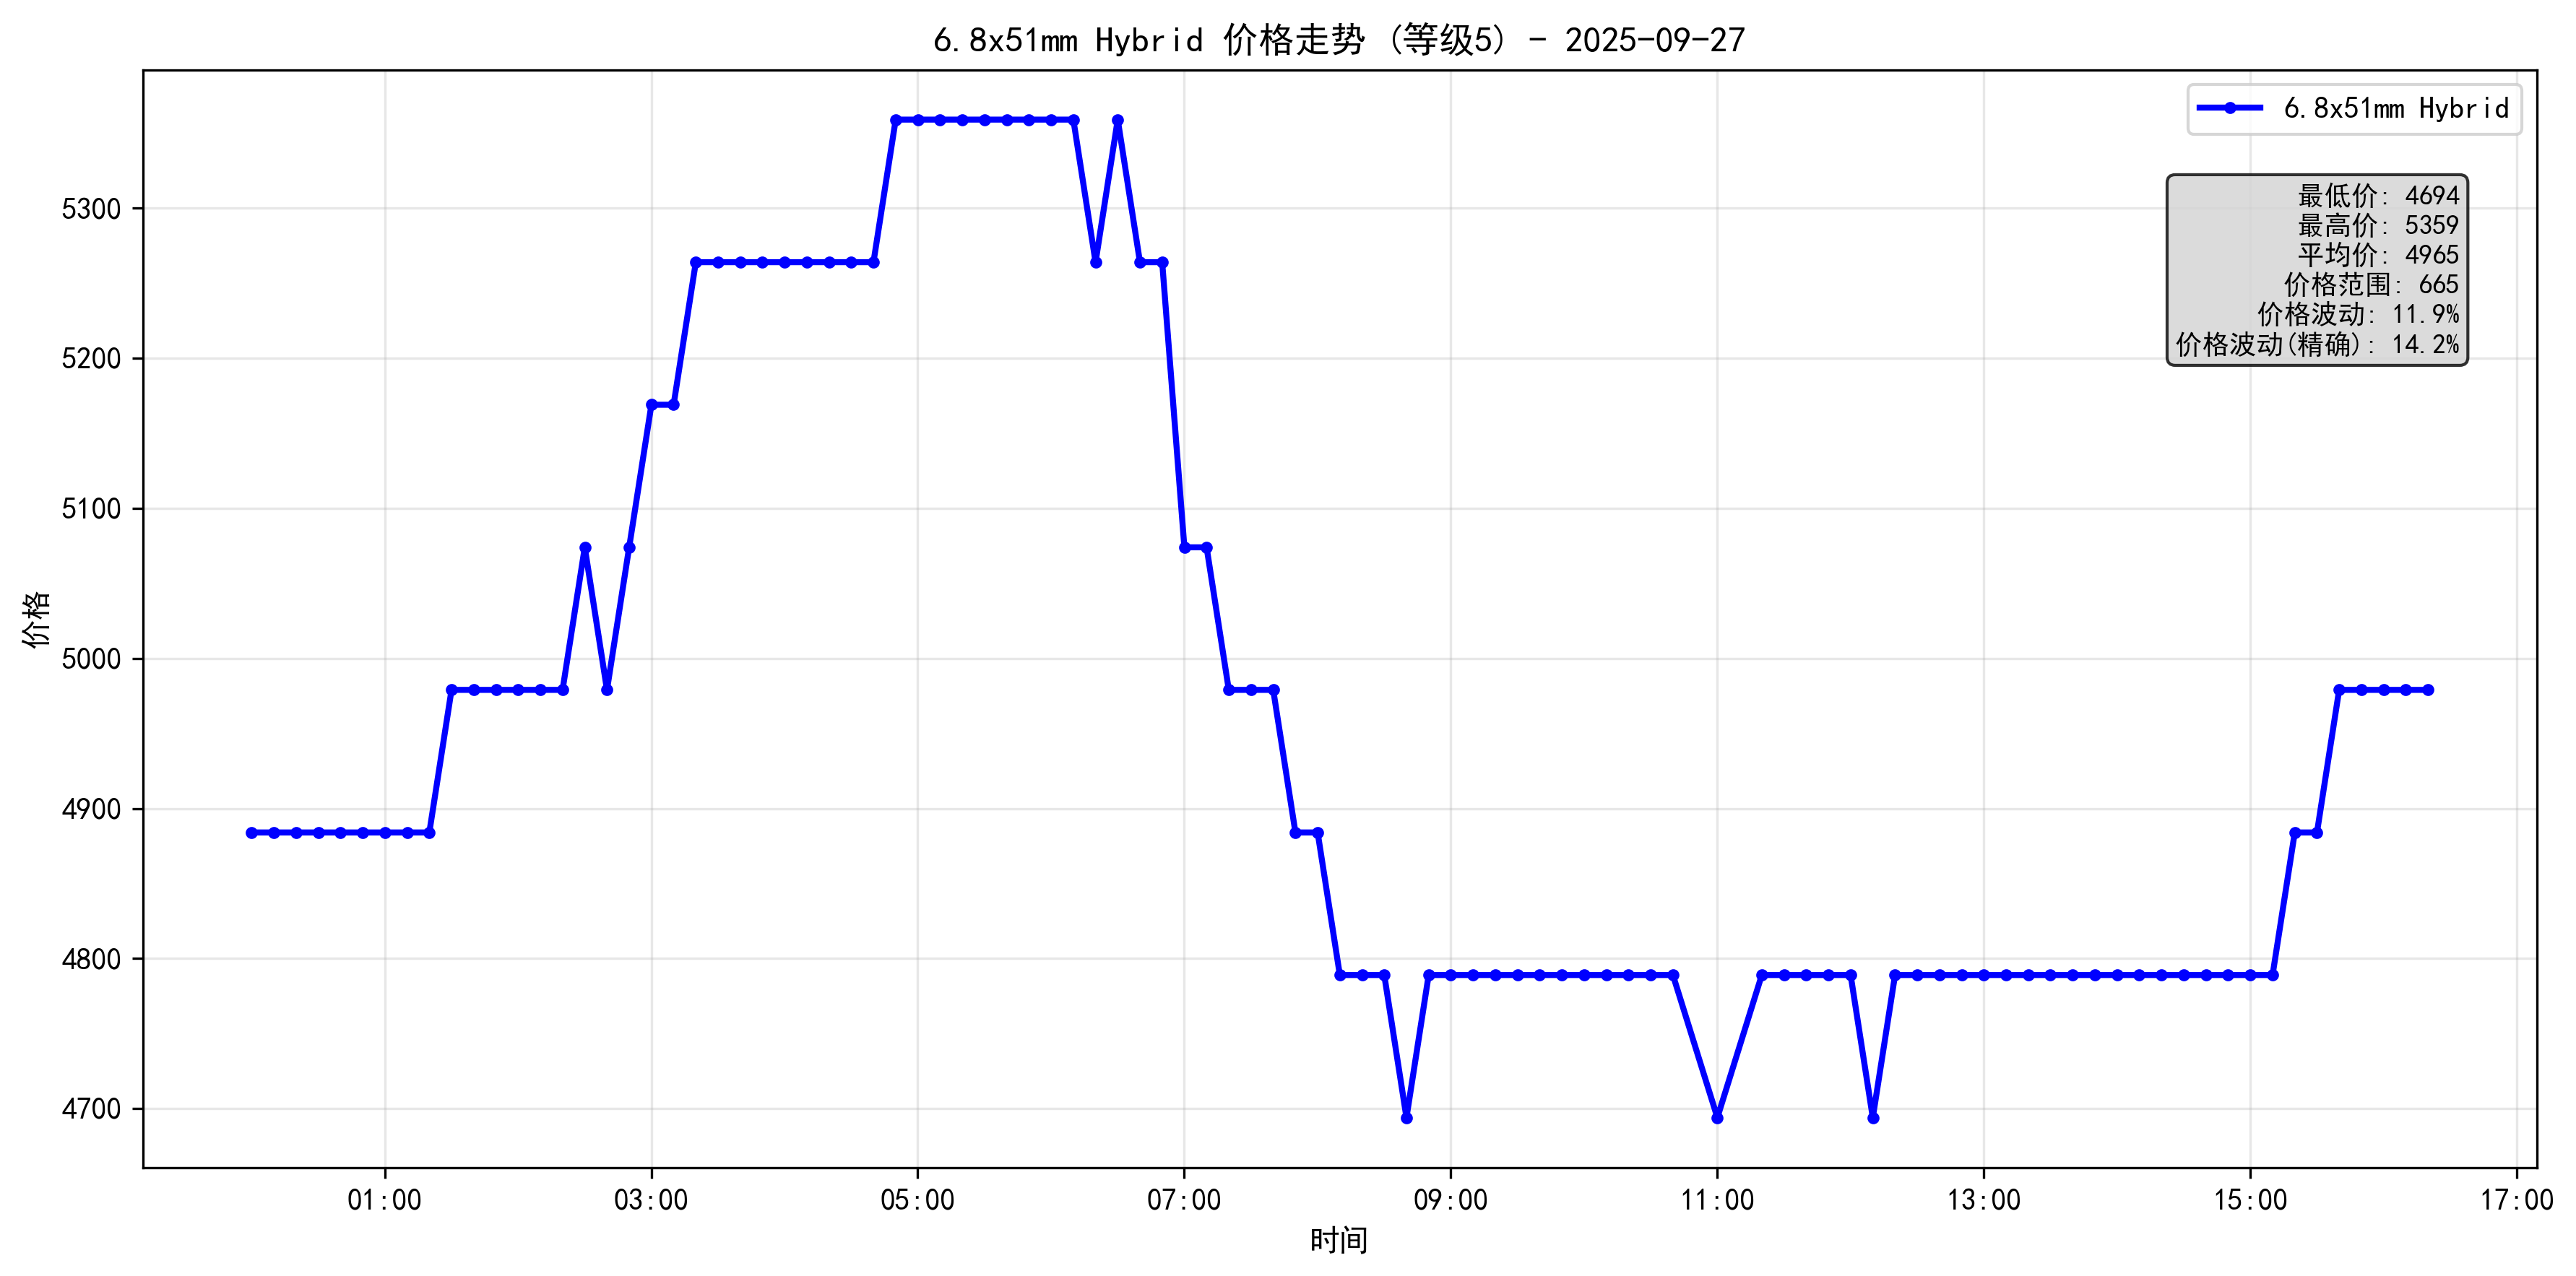 6.8x51mm Hybrid 价格走势 (等级5) - 2025-09-27
6.8x51mm Hybrid
最低价: 4694
最高价: 5359
平均价: 4965
价格范围: 665
价格波动: 11.9%
价格波动(精确): 14.2%
价格
5300
5200
5100
5000
4900
4800
4700
01:00 03:00 05:00 07:00 09:00 11:00 13:00 15:00 17:00
时间